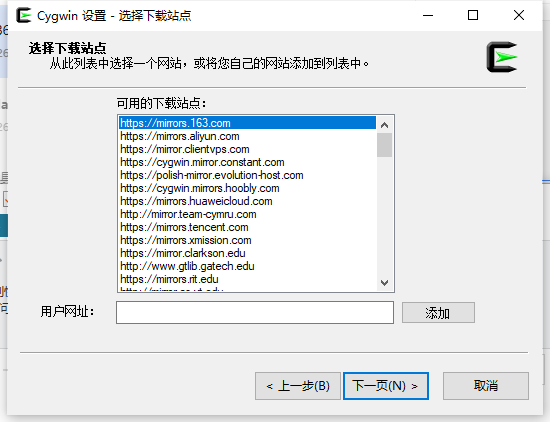 Cygwin 设置 - 选择下载站点
选择下载站点
从此列表中选择一个网站，或将您自己的网站添加到列表中。
可用的下载站点：
https://mirrors.163.com
https://mirrors.aliyun.com
https://mirror.clientvps.com
https://cygwin.mirror.constant.com
https://polish-mirror.evolution-host.com
https://cygwin.mirrors.hoobly.com
https://mirrors.huaweicloud.com
http://mirror.team-cymru.com
https://mirrors.tencent.com
https://mirrors.xmission.com
https://mirror.clarkson.edu
http://www.gtlib.gatech.edu
https://mirrors.rit.edu
用户网址：
添加
< 上一步(B)
下一页(N) >
取消